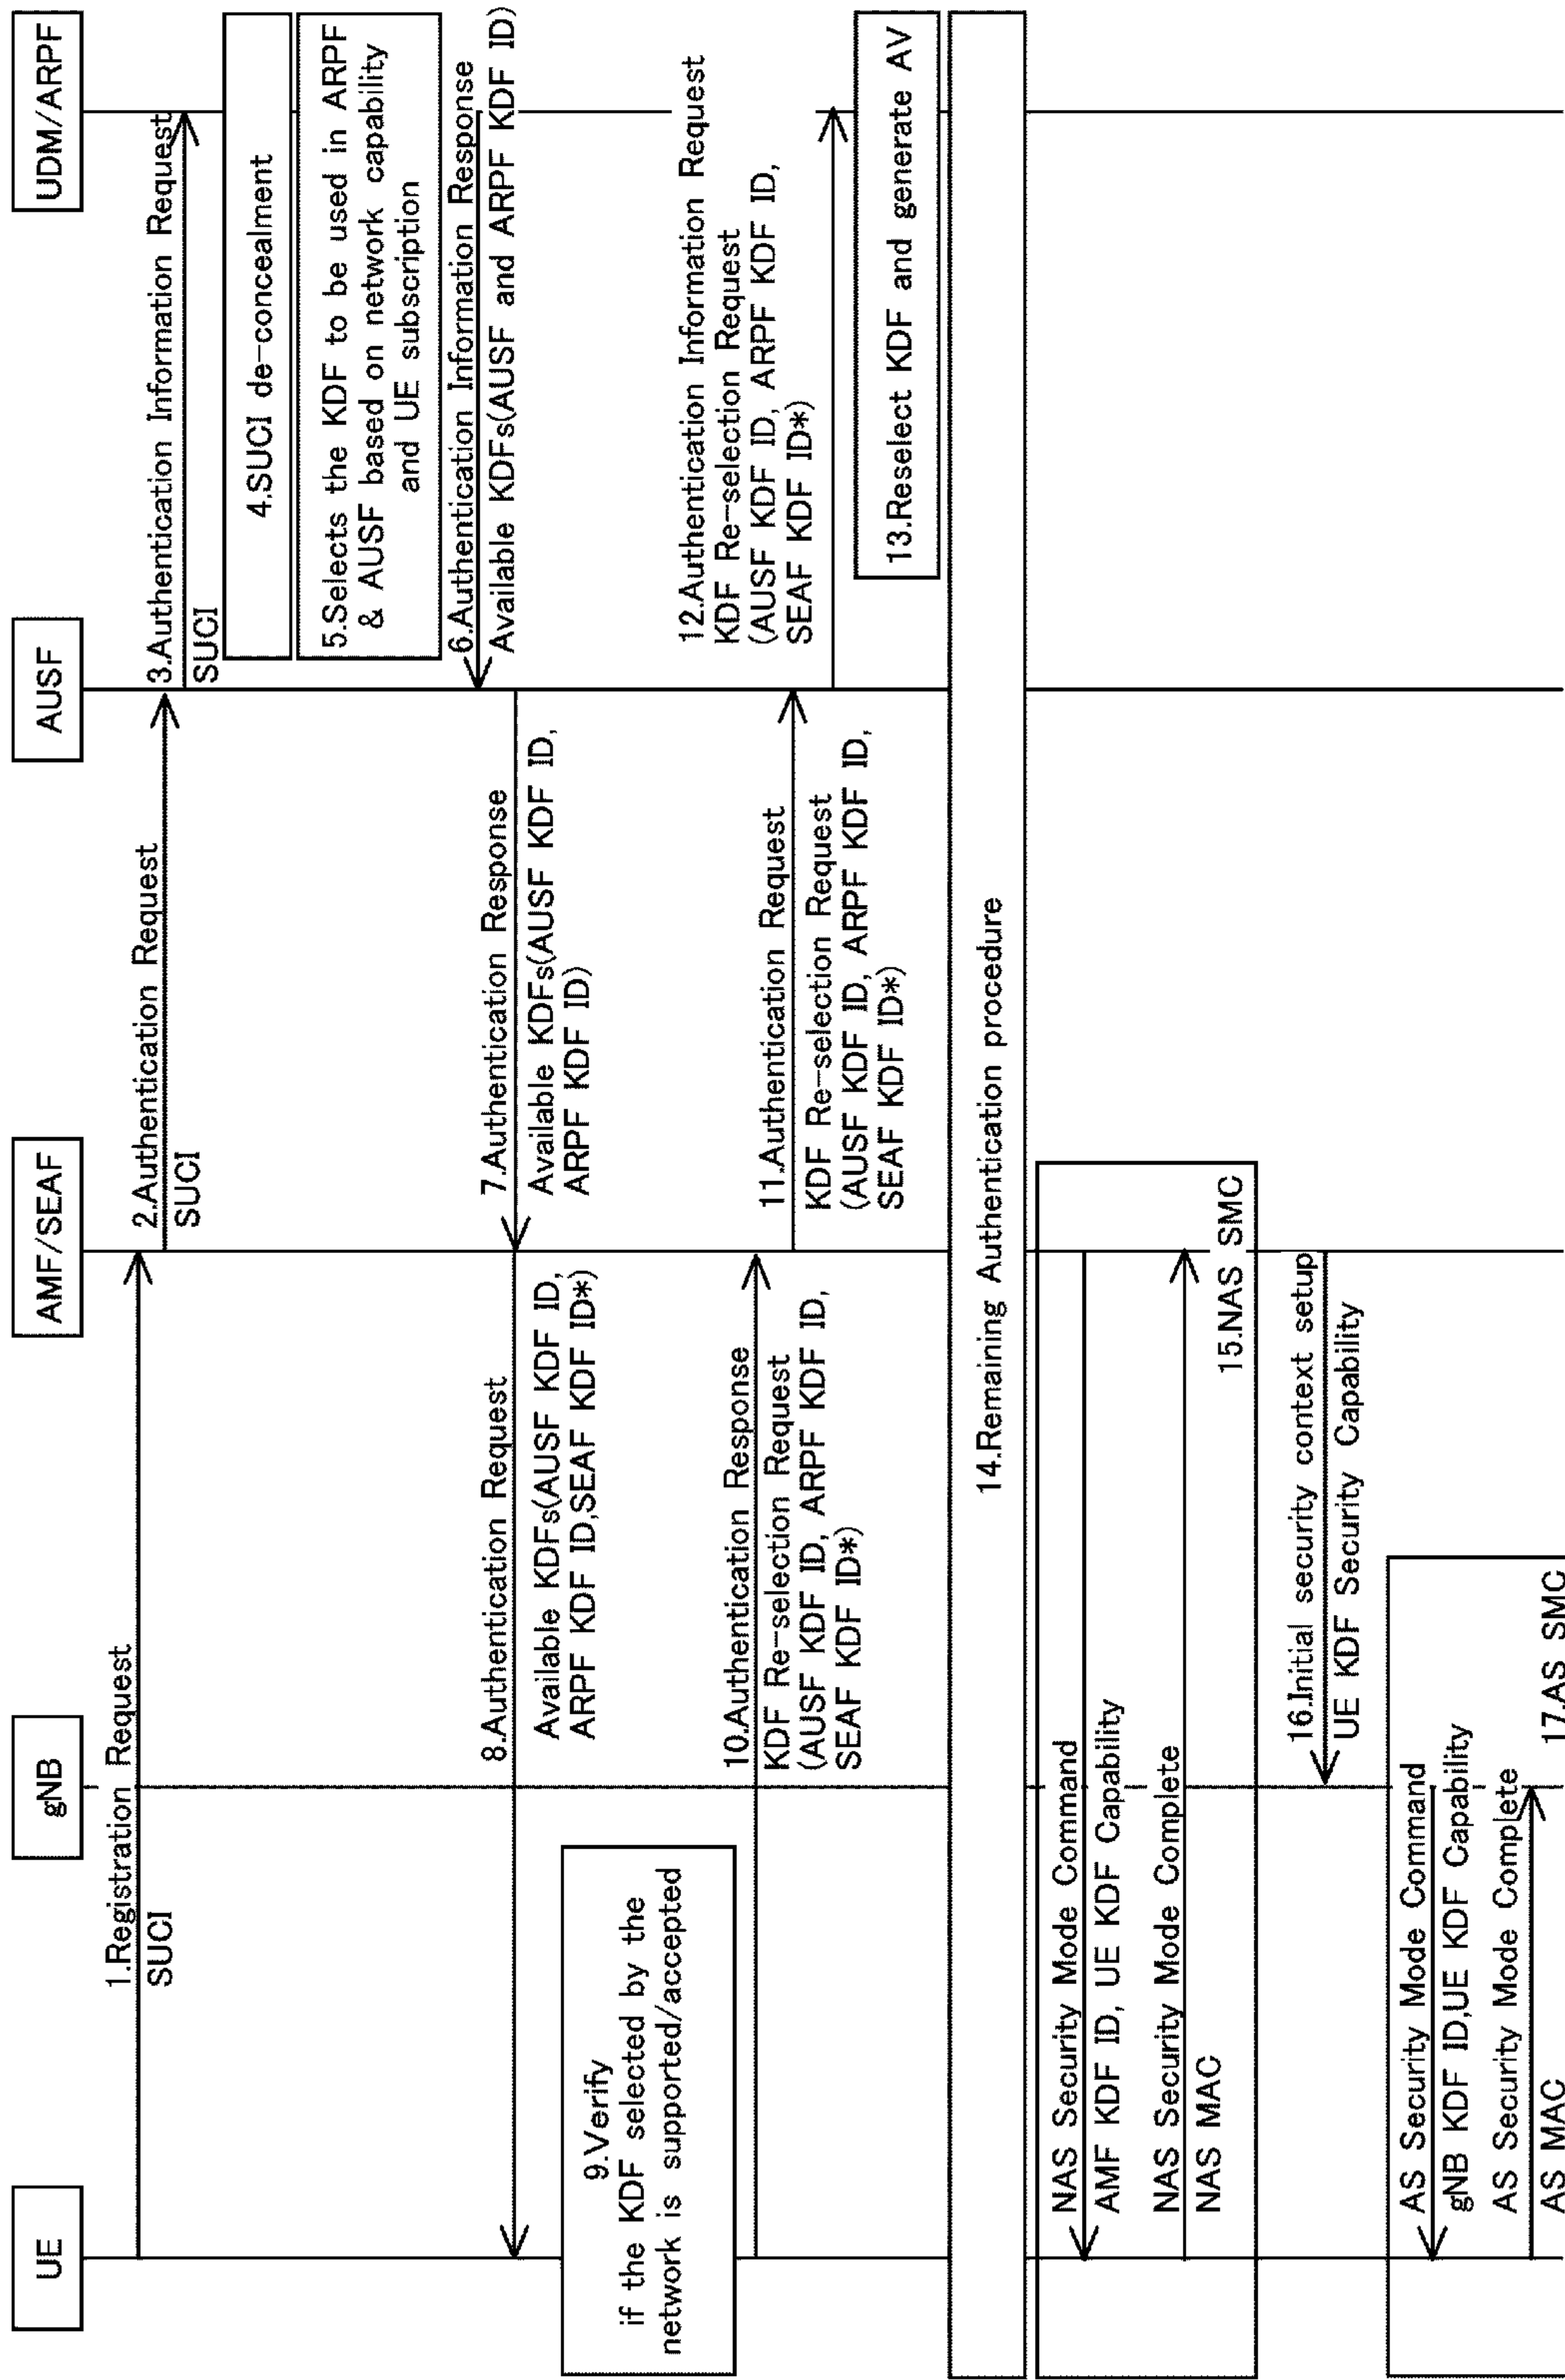 UE
gNB
AMF/SEAF
AUSF
UDM/ARPF
1.Registration Request
SUCI
2.Authentication Request
SUCI
3.Authentication Information Request
SUCI
4.SUCI de-concealment
5.Selects the KDF to be used in ARPF
& AUSF based on network capability
and UE subscription
6.Authentication Information Response
Available KDFs(AUSF and ARPF KDF ID)
7.Authentication Response
Available KDFs(AUSF KDF ID,
ARPF KDF ID)
8.Authentication Request
Available KDFs(AUSF KDF ID,
ARPF KDF ID,SEAF KDF ID*)
9.Verify
if the KDF selected by the
network is supported/accepted
10.Authentication Response
KDF Re-selection Request
(AUSF KDF ID, ARPF KDF ID,
SEAF KDF ID*)
11.Authentication Request
KDF Re-selection Request
(AUSF KDF ID, ARPF KDF ID,
SEAF KDF ID*)
12.Authentication Information Request
KDF Re-selection Request
(AUSF KDF ID, ARPF KDF ID,
SEAF KDF ID*)
13.Reselect KDF and generate AV
14.Remaining Authentication procedure
NAS Security Mode Command
AMF KDF ID, UE KDF Capability
NAS Security Mode Complete
NAS MAC
15.NAS SMC
16.Initial security context setup
UE KDF Security Capability
AS Security Mode Command
gNB KDF ID,UE KDF Capability
AS Security Mode Complete
AS MAC
17.AS SMC